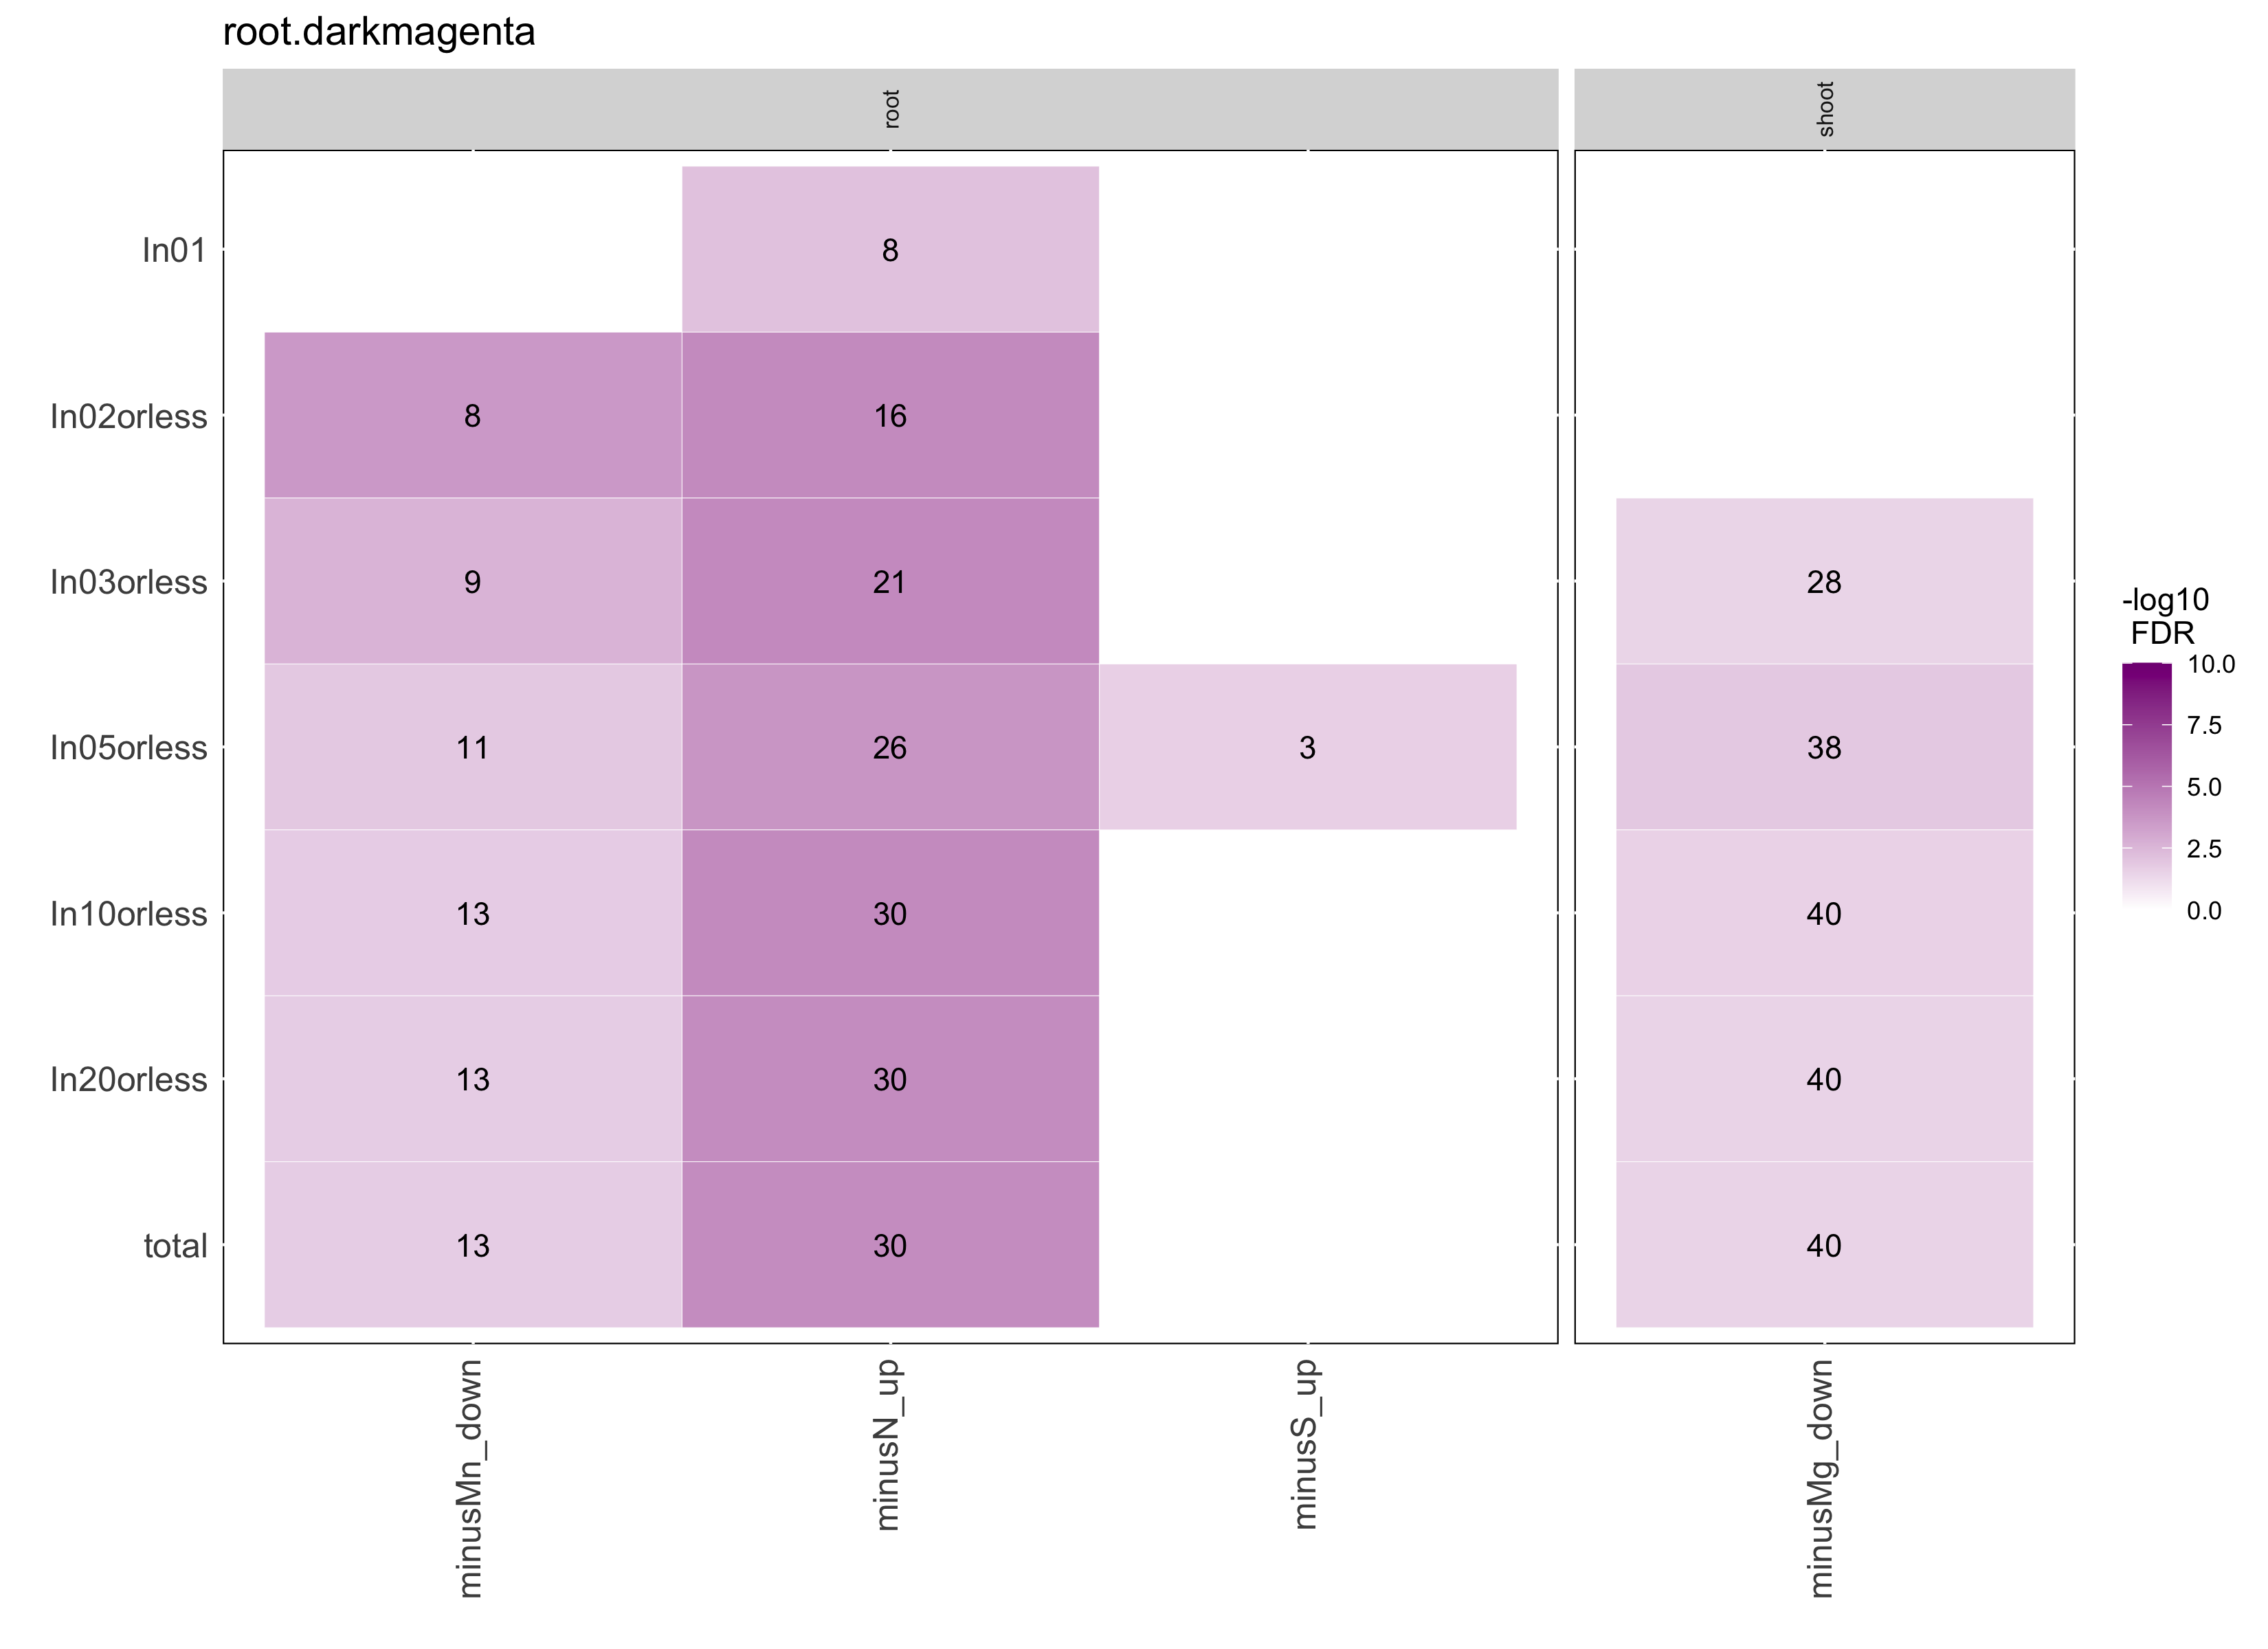 root.darkmagenta
root
shoot
In01
8
In02orless
8 16
In03orless
9 21 28
In05orless
11 26 3 38
In10orless
13 30 40
In20orless
13 30 40
total
13 30 40
minusMn_down
minusN_up
minusS_up
minusMg_down
-log10
FDR
10.0
7.5
5.0
2.5
0.0